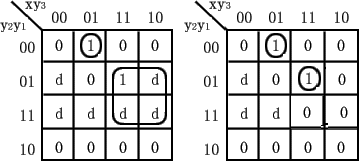 xy3 xy3
00 01 11 10 00 01 11 10
y2y1 y2y1
00 0 1 0 0 00 0 1 0 0
01 d 0 1 d 01 d 0 1 d
11 d d d d 11 d d 0 0
10 0 0 0 0 10 0 0 0 0